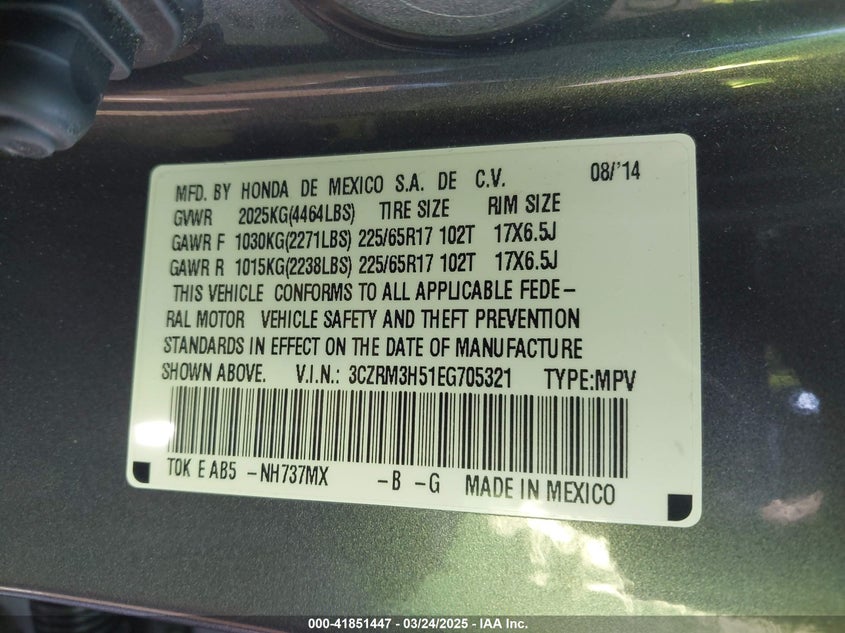 MFD. BY HONDA DE MEXICO S.A. DE C.V. 08/'14
GVWR 2025KG(4464LBS) TIRE SIZE RIM SIZE
GAWR F 1030KG(2271LBS) 225/65R17 102T 17X6.5J
GAWR R 1015KG(2238LBS) 225/65R17 102T 17X6.5J
THIS VEHICLE CONFORMS TO ALL APPLICABLE FEDE-
RAL MOTOR VEHICLE SAFETY AND THEFT PREVENTION
STANDARDS IN EFFECT ON THE DATE OF MANUFACTURE
SHOWN ABOVE. V.I.N.: 3CZRM3H51EG705321 TYPE:MPV
T0K E AB5 -NH737MX -B -G MADE IN MEXICO
000-41851447 — 03/24/2025 — IAA Inc.